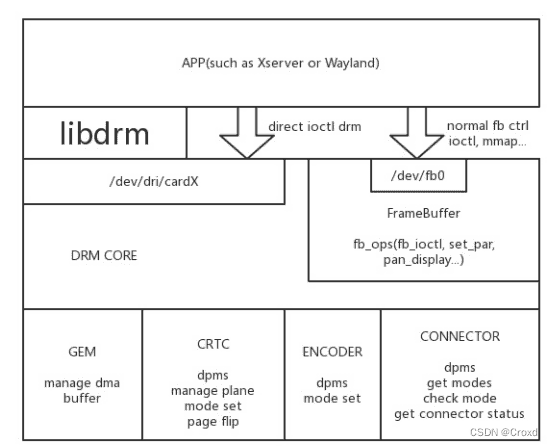 APP(such as Xserver or Wayland)
libdrm
direct ioctl drm
normal fb ctrl
ioctl, mmap...
/dev/dri/cardX
/dev/fb0
FrameBuffer
fb_ops(fb_ioctl, set_par,
pan_display...)
DRM CORE
GEM
manage dma
buffer
CRTC
dpms
manage plane
mode set
page flip
ENCODER
dpms
mode set
CONNECTOR
dpms
get modes
check mode
get connector status
CSDN @Croxd